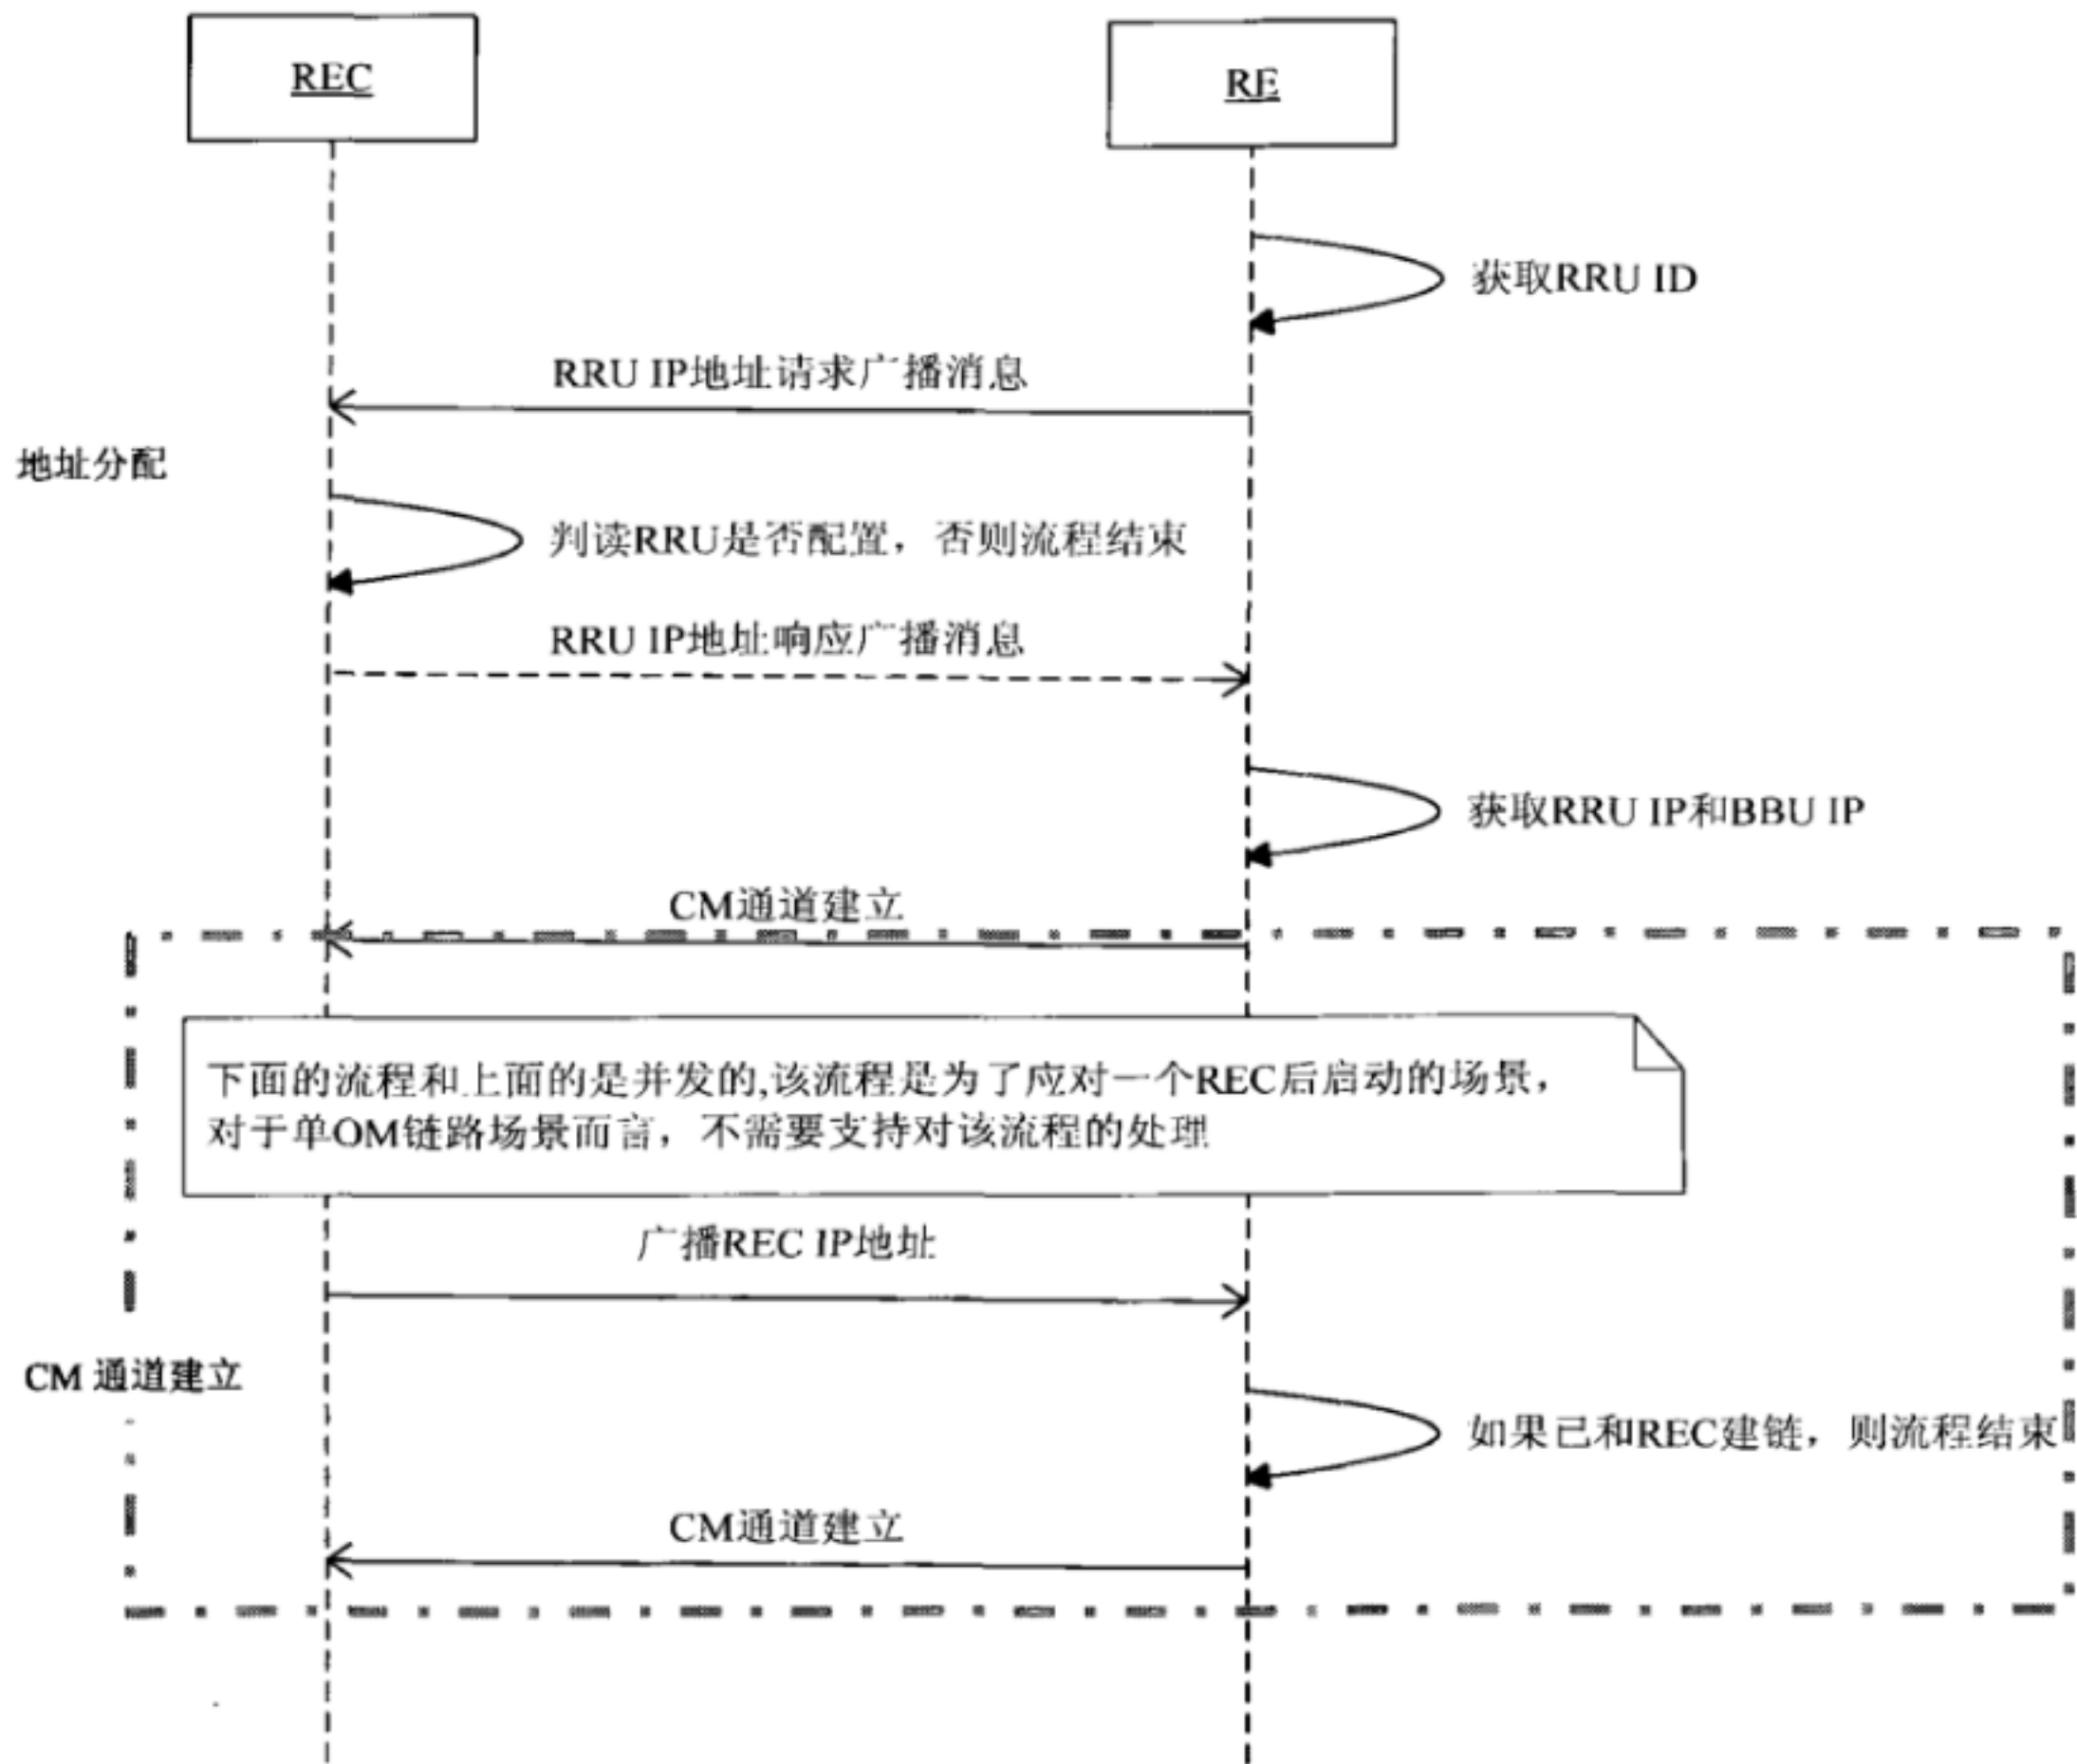 REC
RE
获取RRU ID
RRU IP地址请求广播消息
地址分配
判读RRU是否配置，否则流程结束
RRU IP地址响应广播消息
获取RRU IP和BBU IP
CM通道建立
下面的流程和上面的是并发的,该流程是为了应对一个REC后启动的场景，
对于单OM链路场景而言，不需要支持对该流程的处理
广播REC IP地址
CM 通道建立
如果已和REC建链，则流程结束
CM通道建立